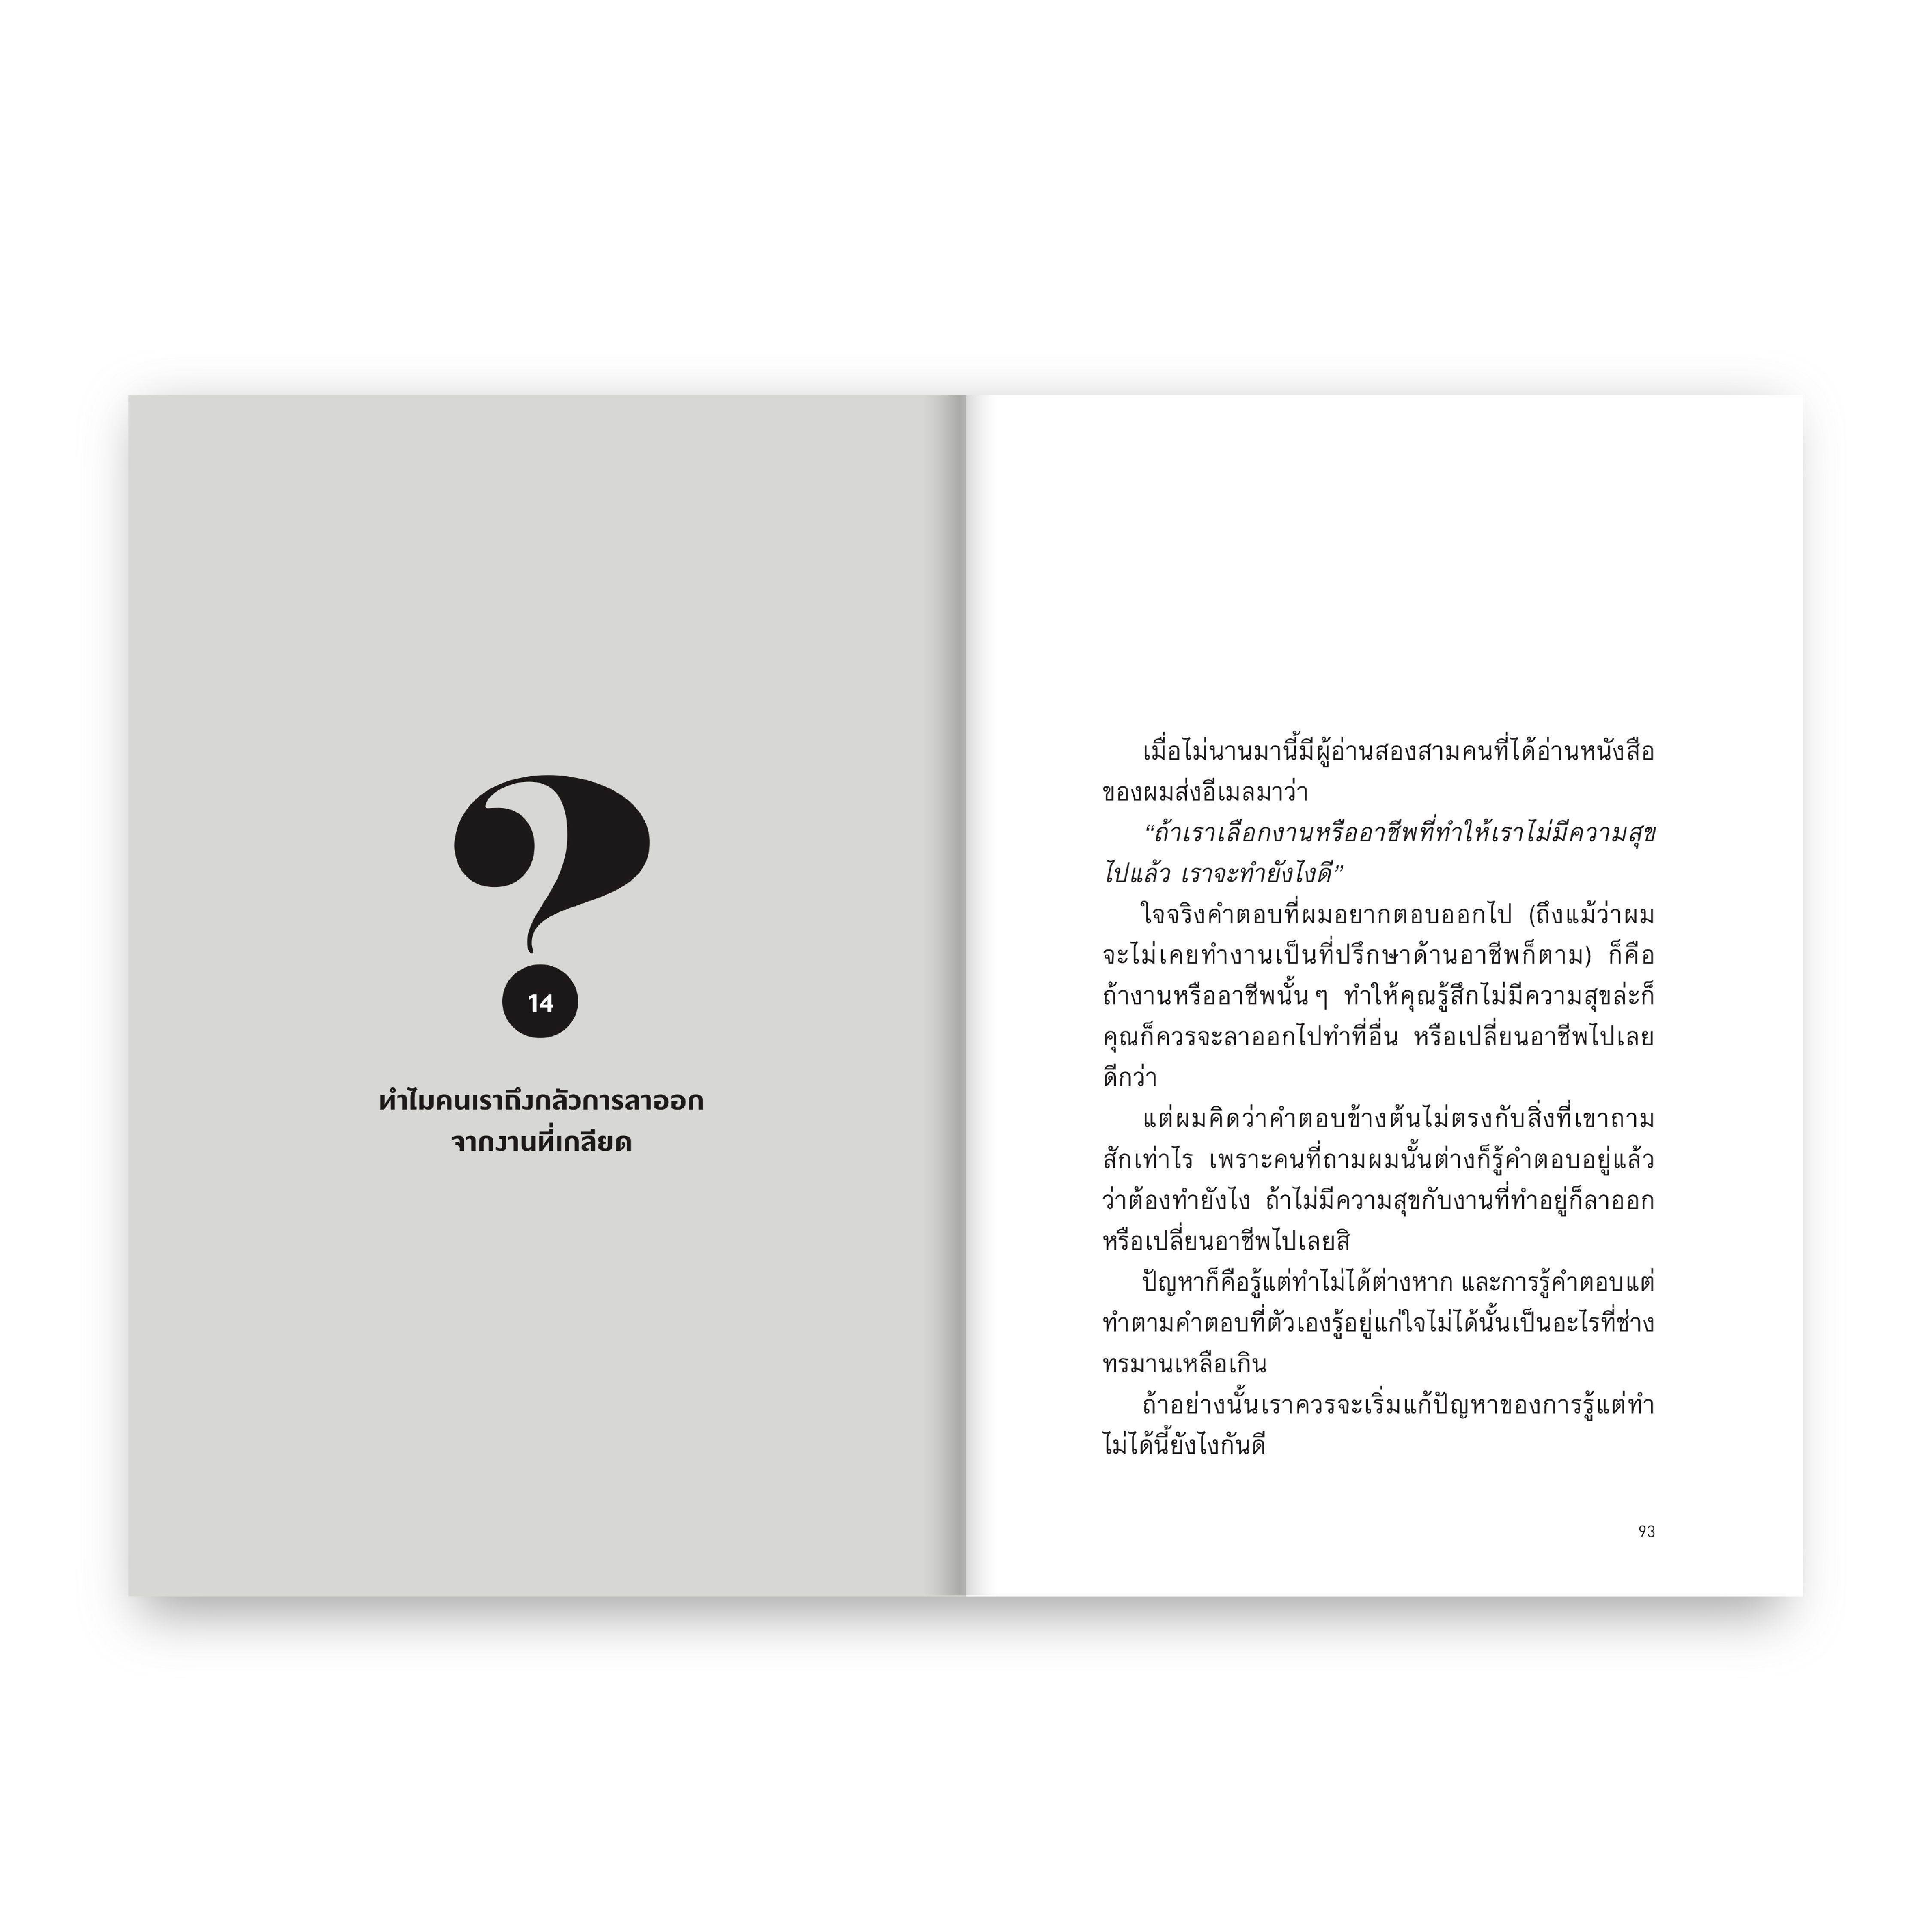 14
ทำไมคนเราถึงกลัวการลาออก
จากงานที่เกลียด
เมื่อไม่นานมานี้มีผู้อ่านสองสามคนที่ได้อ่านหนังสือ
ของผมส่งอีเมลมาว่า
“ถ้าเราเลือกงานหรืออาชีพที่ทำให้เราไม่มีความสุข
ไปแล้ว เราจะทำยังไงดี”
ใจจริงคำตอบที่ผมอยากตอบออกไป (ถึงแม้ว่าผม
จะไม่เคยทำงานเป็นที่ปรึกษาด้านอาชีพก็ตาม) ก็คือ
ถ้างานหรืออาชีพนั้น ๆ ทำให้คุณรู้สึกไม่มีความสุขล่ะก็
คุณก็ควรจะลาออกไปทำที่อื่น หรือเปลี่ยนอาชีพไปเลย
ดีกว่า
แต่ผมคิดว่าคำตอบข้างต้นไม่ตรงกับสิ่งที่เขาถาม
สักเท่าไร เพราะคนที่ถามผมนั้นต่างก็รู้คำตอบอยู่แล้ว
ว่าต้องทำยังไง ถ้าไม่มีความสุขกับงานที่ทำอยู่ก็ลาออก
หรือเปลี่ยนอาชีพไปเลยสิ
ปัญหาก็คือรู้แต่ทำไม่ได้ต่างหาก และการรู้คำตอบแต่
ทำตามคำตอบที่ตัวเองรู้อยู่แก่ใจไม่ได้นั้นเป็นอะไรที่ช่าง
ทรมานเหลือเกิน
ถ้าอย่างนั้นเราควรจะเริ่มแก้ปัญหาของการรู้แต่ทำ
ไม่ได้นี้ยังไงกันดี
93